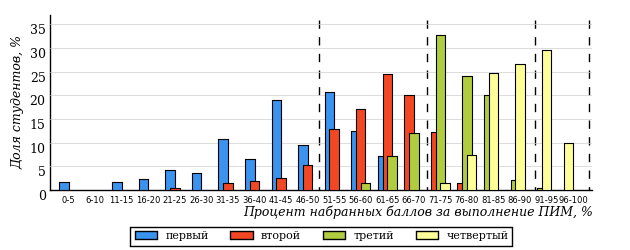 Доля студентов, %
35
30
25
20
15
10
5
0
0-5 6-10 11-15 16-20 21-25 26-30 31-35 36-40 41-45 46-50 51-55 56-60 61-65 66-70 71-75 76-80 81-85 86-90 91-95 96-100
Процент набранных баллов за выполнение ПИМ, %
первый второй третий четвертый